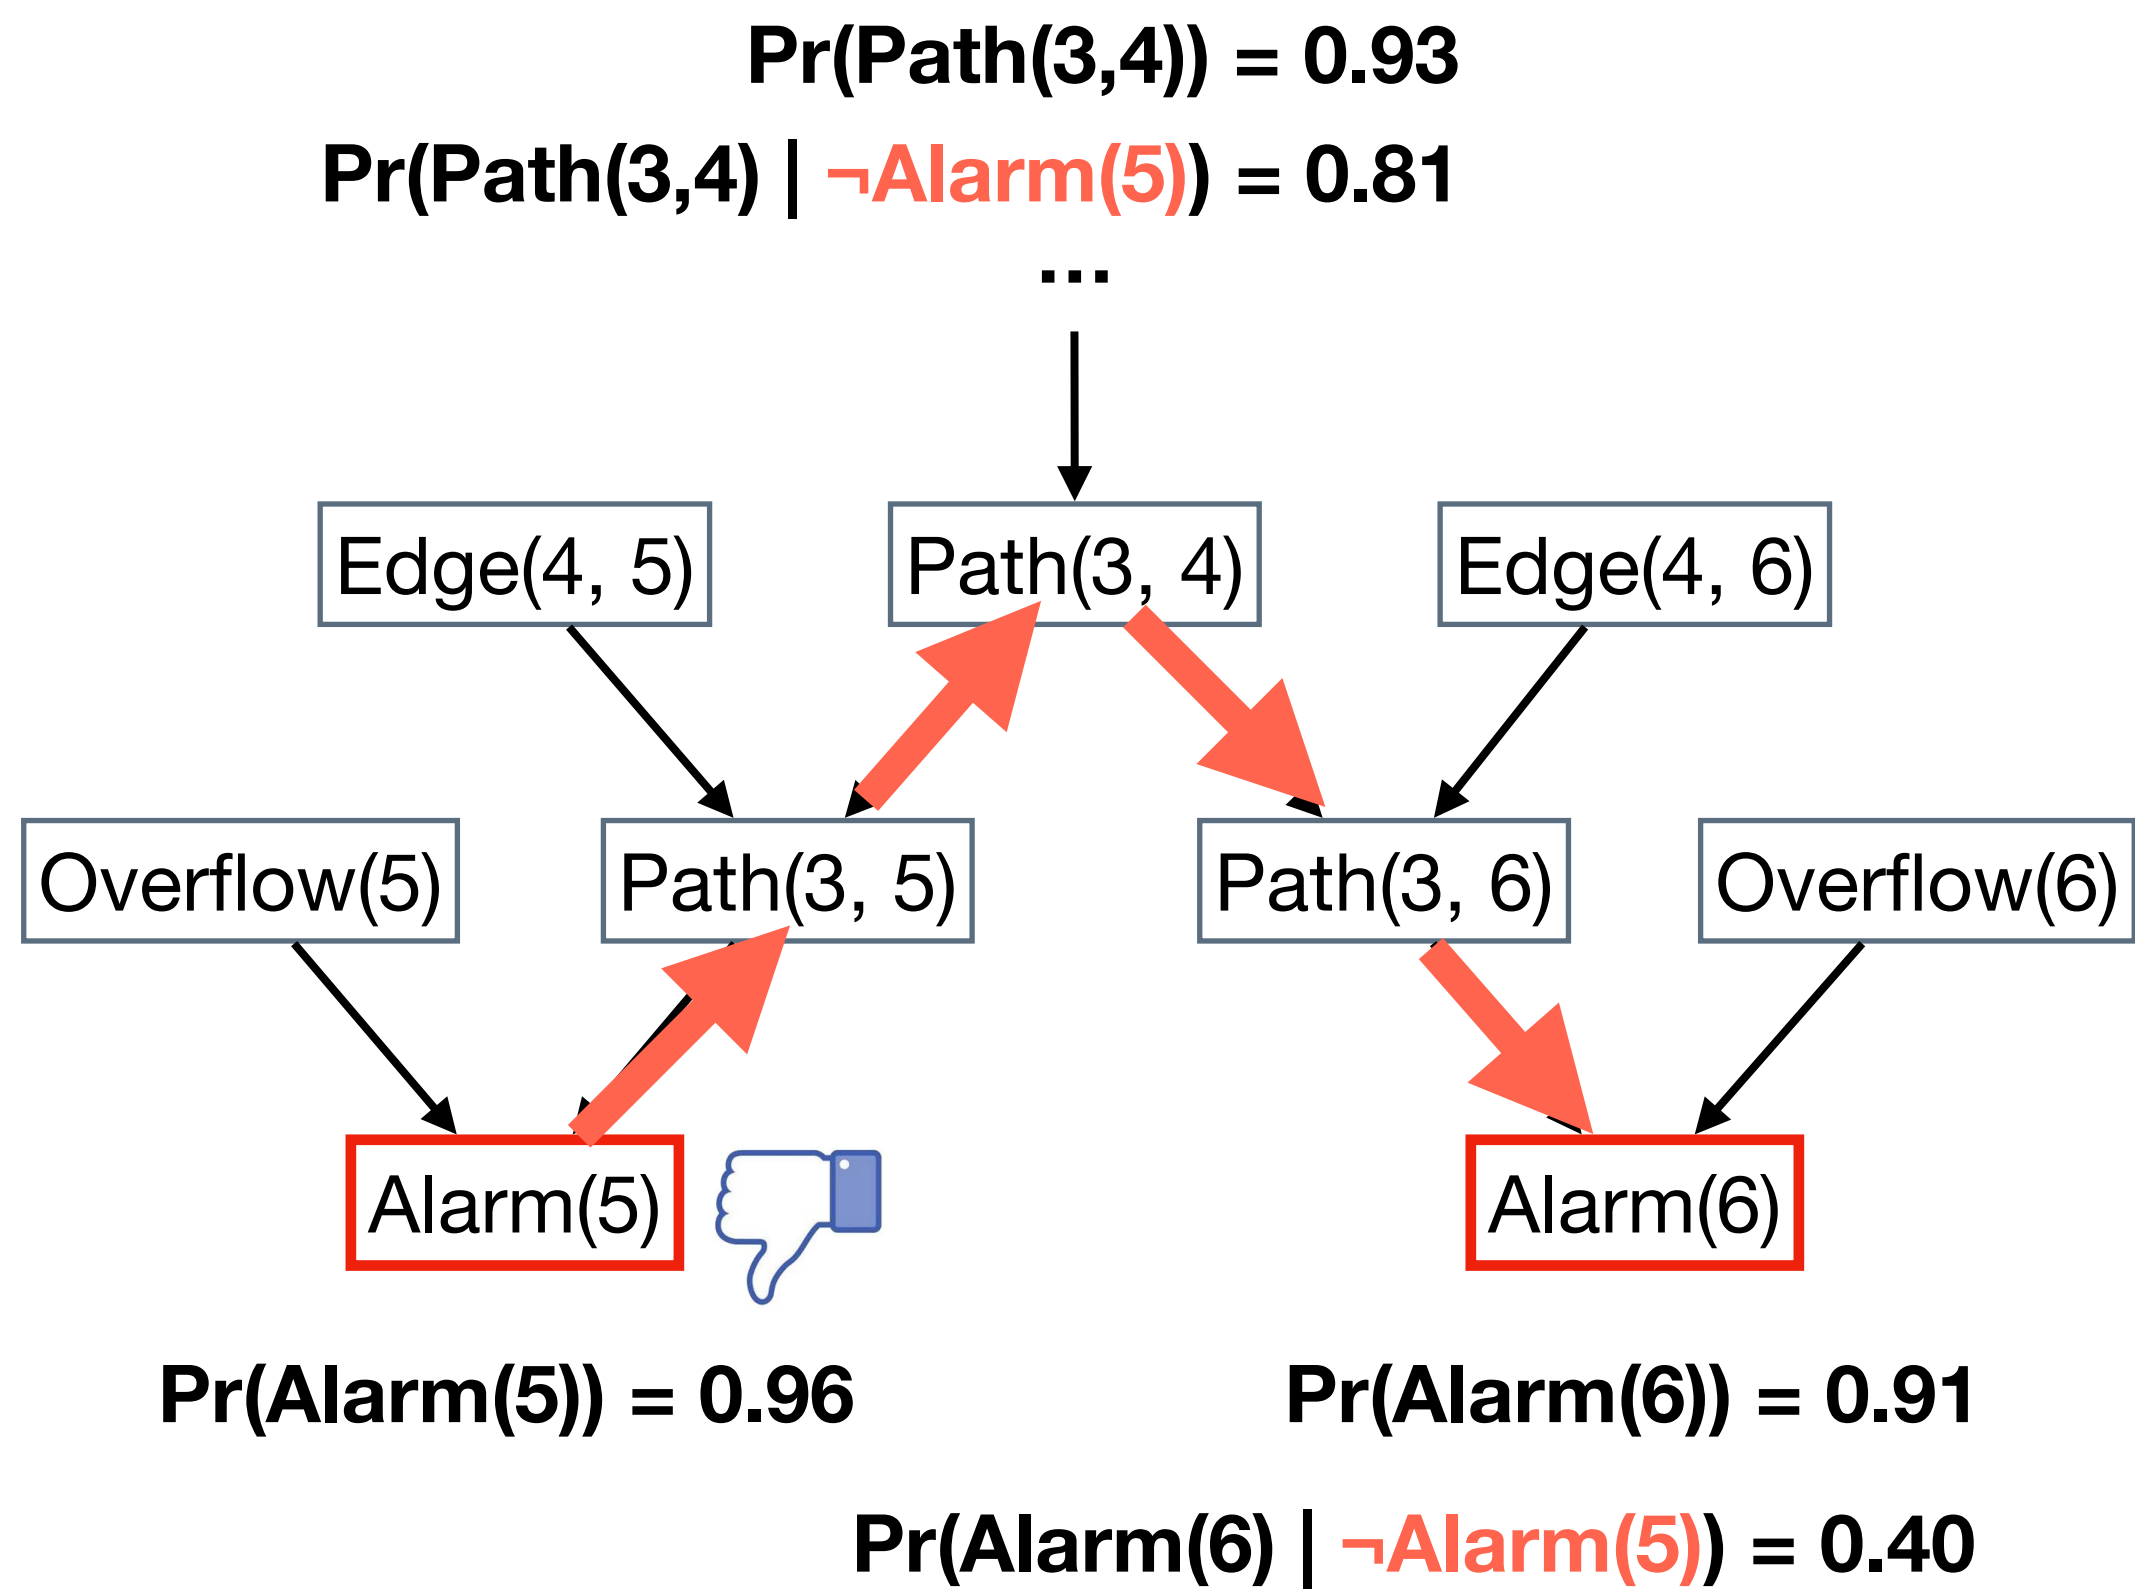 Pr(Path(3,4)) = 0.93
Pr(Path(3,4) | ¬Alarm(5)) = 0.81
...
Edge(4, 5)
Path(3, 4)
Edge(4, 6)
Overflow(5)
Path(3, 5)
Path(3, 6)
Overflow(6)
Alarm(5)
Alarm(6)
Pr(Alarm(5)) = 0.96
Pr(Alarm(6)) = 0.91
Pr(Alarm(6) | ¬Alarm(5)) = 0.40